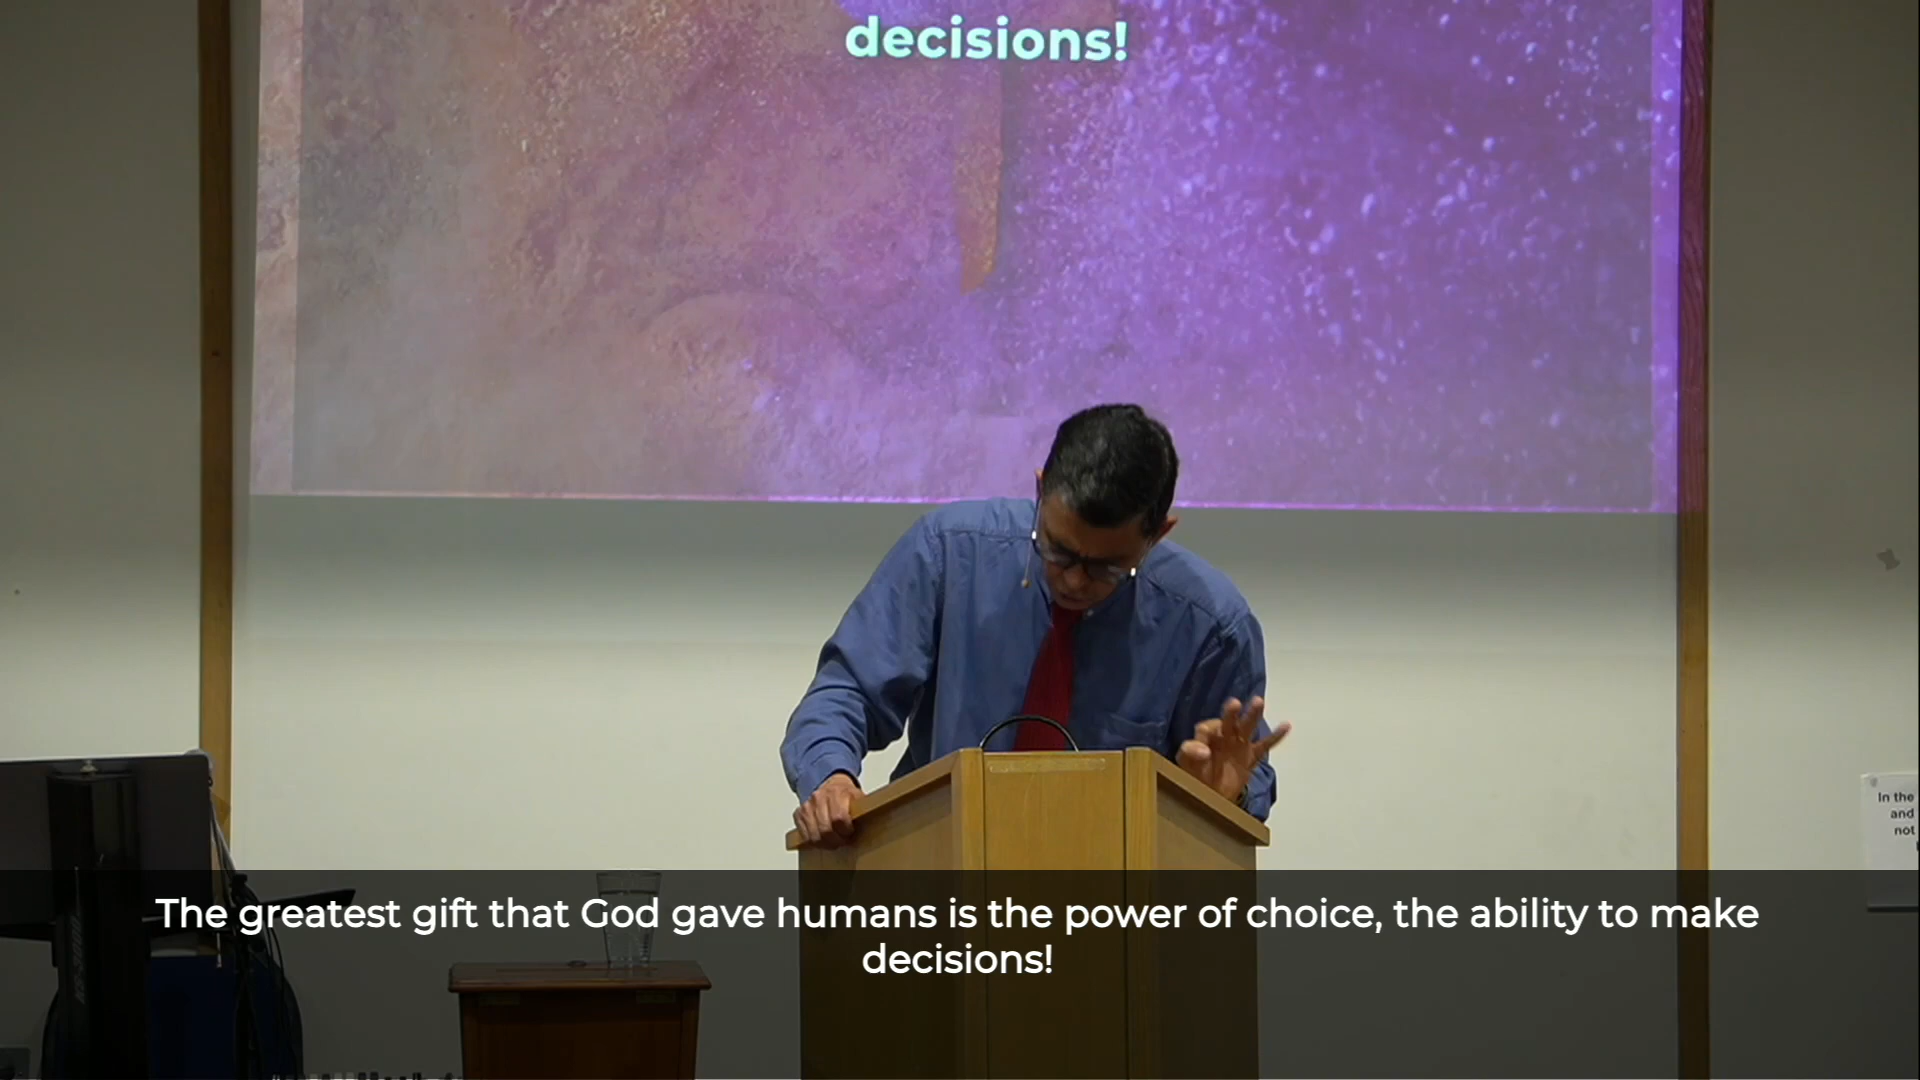 decisions!
In the
and
not
The greatest gift that God gave humans is the power of choice, the ability to make
decisions!